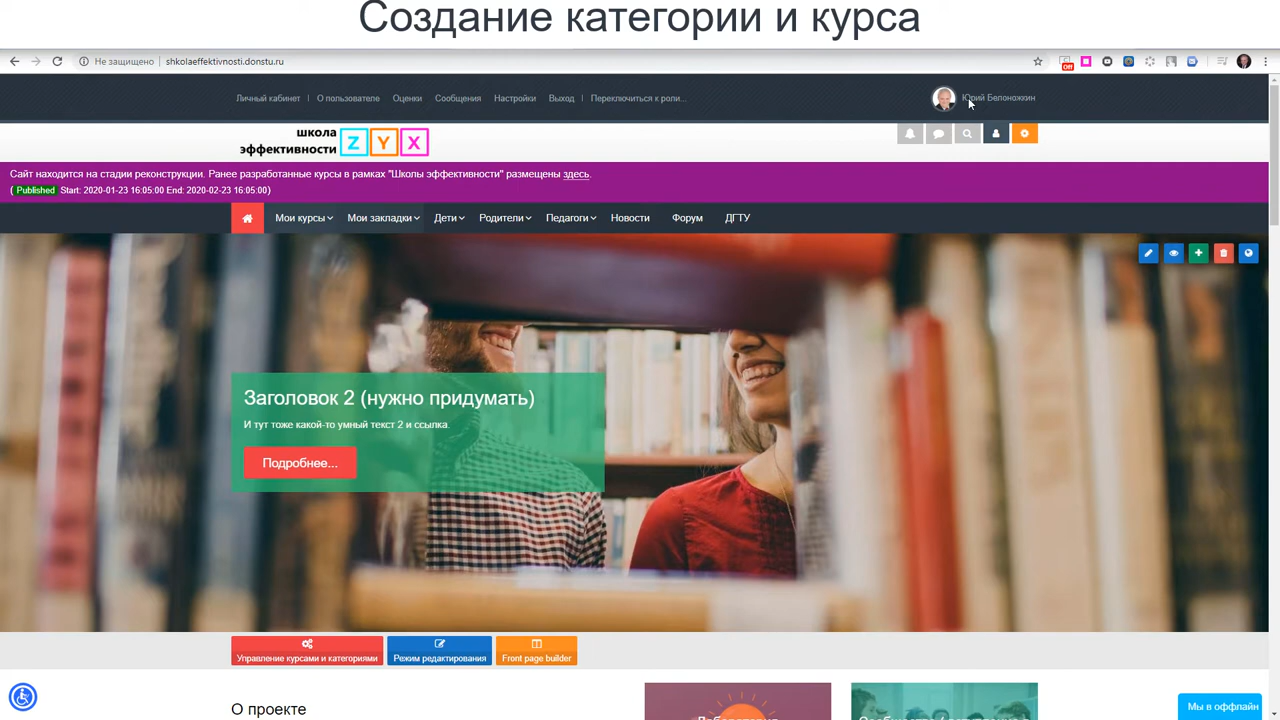 Создание категории и курса
Не защищено | shkolaeffektivnosti.donstu.ru
Off
Личный кабинет | О пользователе Оценки Сообщения Настройки Выход | Переключиться к роли...
Юрий Белоножкин
школа
эффективности Z Y X
Сайт находится на стадии реконструкции. Ранее разработанные курсы в рамках "Школы эффективности" размещены здесь.
( Published Start: 2020-01-23 16:05:00 End: 2020-02-23 16:05:00)
Мои курсы Мои закладки Дети Родители Педагоги Новости Форум ДГТУ
Заголовок 2 (нужно придумать)
И тут тоже какой-то умный текст 2 и ссылка.
Подробнее...
Управление курсами и категориями Режим редактирования Front page builder
О проекте
Мы в оффлайн